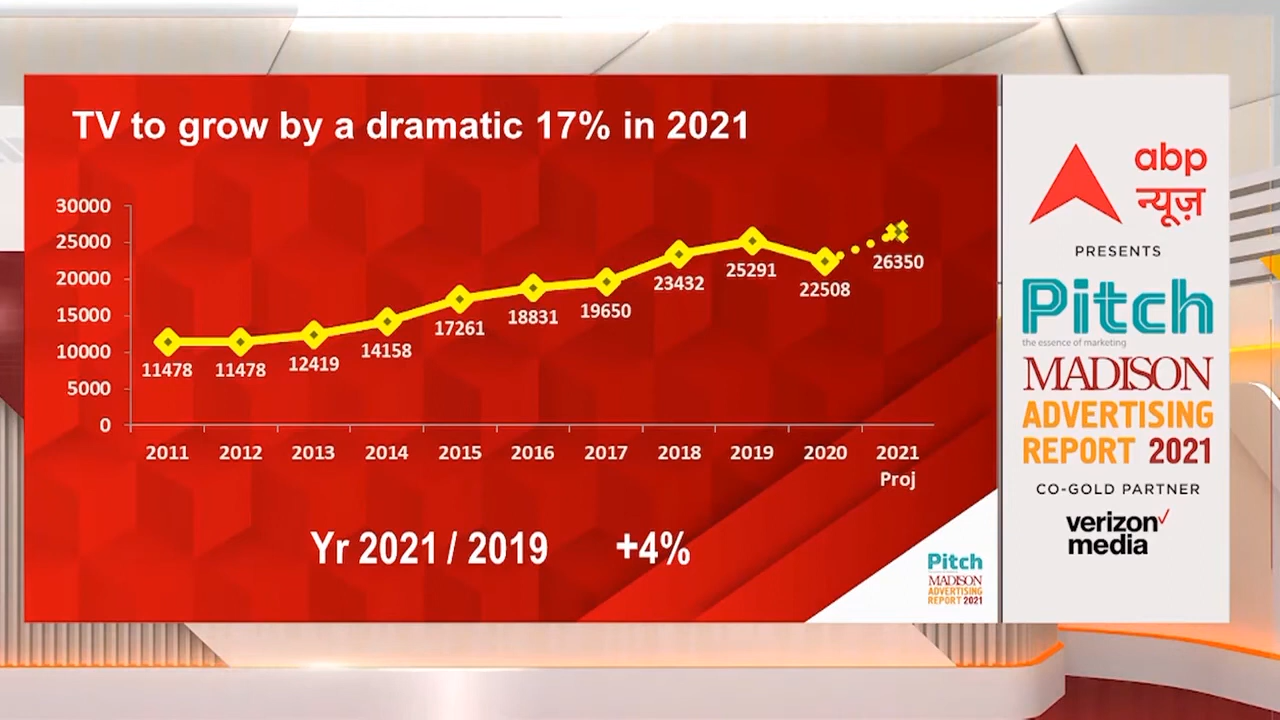 TV to grow by a dramatic 17% in 2021
30000
25000
20000
15000
10000
5000
0
11478
11478
12419
14158
17261
18831
19650
23432
25291
22508
26350
2011 2012 2013 2014 2015 2016 2017 2018 2019 2020 2021
Proj
Yr 2021 / 2019 +4%
Pitch
MADISON
ADVERTISING
REPORT 2021
abp
न्यूज़
PRESENTS
Pitch
the essence of marketing
MADISON
ADVERTISING
REPORT 2021
CO-GOLD PARTNER
verizon
media